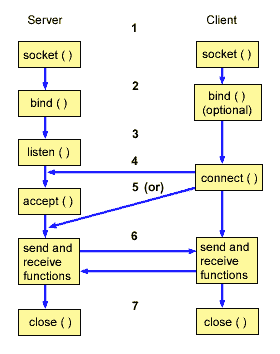 Server 1 Client
socket ( ) socket ( )
2
bind ( ) bind ( )
(optional)
3
listen ( )
4
connect ( )
5 (or)
accept ( )
6
send and send and
receive receive
functions functions
7
close ( ) close ( )